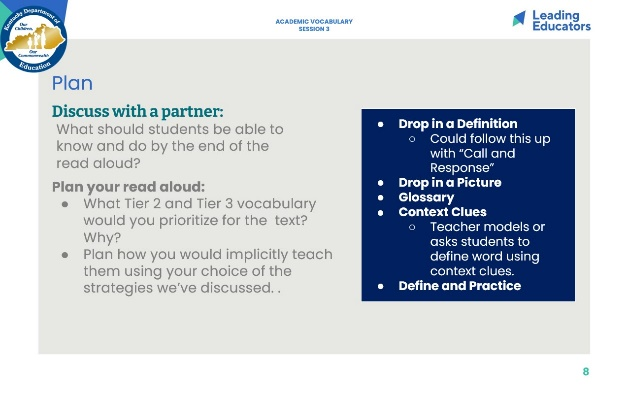 Kentucky Department of
Our
Children,
Our
Commonwealth
Education
ACADEMIC VOCABULARY
SESSION 3
Leading
Educators
Plan
Discuss with a partner:
What should students be able to
know and do by the end of the
read aloud?
Plan your read aloud:
● What Tier 2 and Tier 3 vocabulary
would you prioritize for the text?
Why?
● Plan how you would implicitly teach
them using your choice of the
strategies we've discussed. .
● Drop in a Definition
○ Could follow this up
with “Call and
Response”
● Drop in a Picture
● Glossary
● Context Clues
○ Teacher models or
asks students to
define word using
context clues.
● Define and Practice
8